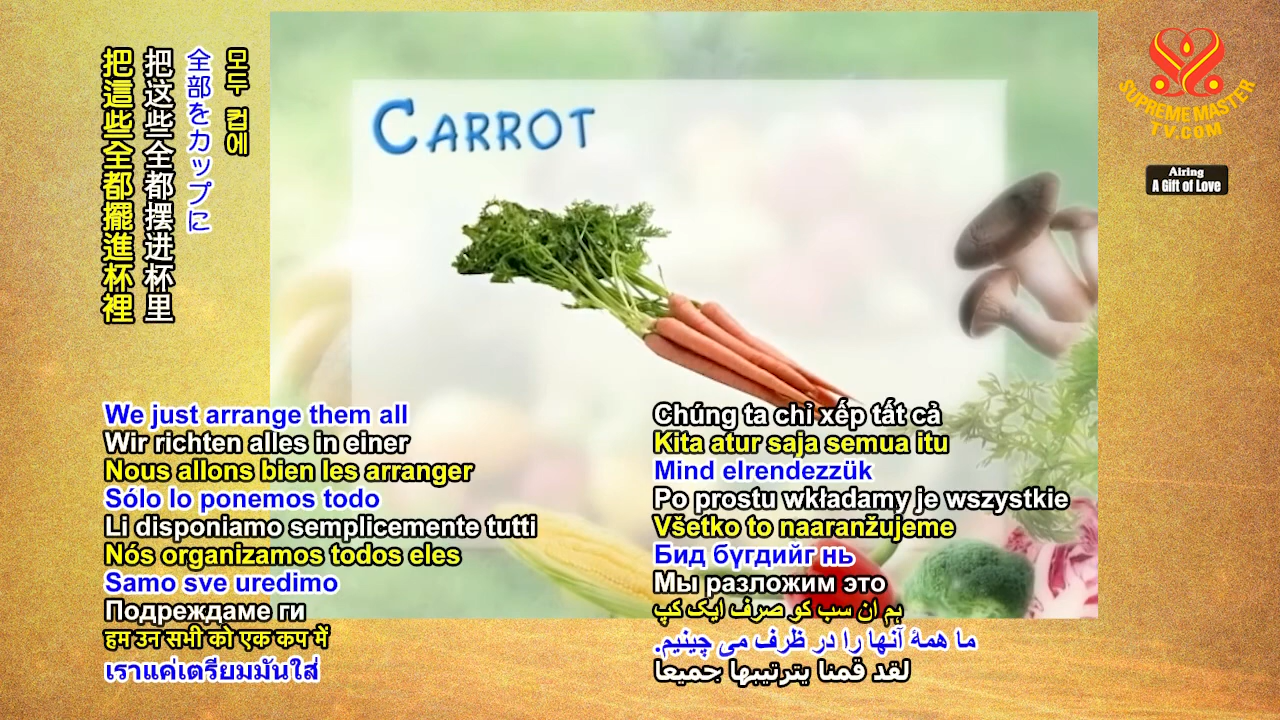 모두 컵에
全部をカップに
把这些全都摆进杯里
把這些全都擺進杯裡
CARROT
SUPREME MASTER
TV.COM
Airing
A Gift of Love
We just arrange them all
Wir richten alles in einer
Nous allons bien les arranger
Sólo lo ponemos todo
Li disponiamo semplicemente tutti
Nós organizamos todos eles
Samo sve uredimo
Подреждаме ги
हम उन सभी को एक कप में
เราแค่เตรียมมันใส่
Chúng ta chỉ xếp tất cả
Kita atur saja semua itu
Mind elrendezzük
Po prostu wkładamy je wszystkie
Všetko to naaranžujeme
Бид бүгдийг нь
Мы разложим это
ہم ان سب کو صرف ایک کپ
ما همهٔ آنها را در ظرف می چینیم.
لقد قمنا يترتيبها جميعا